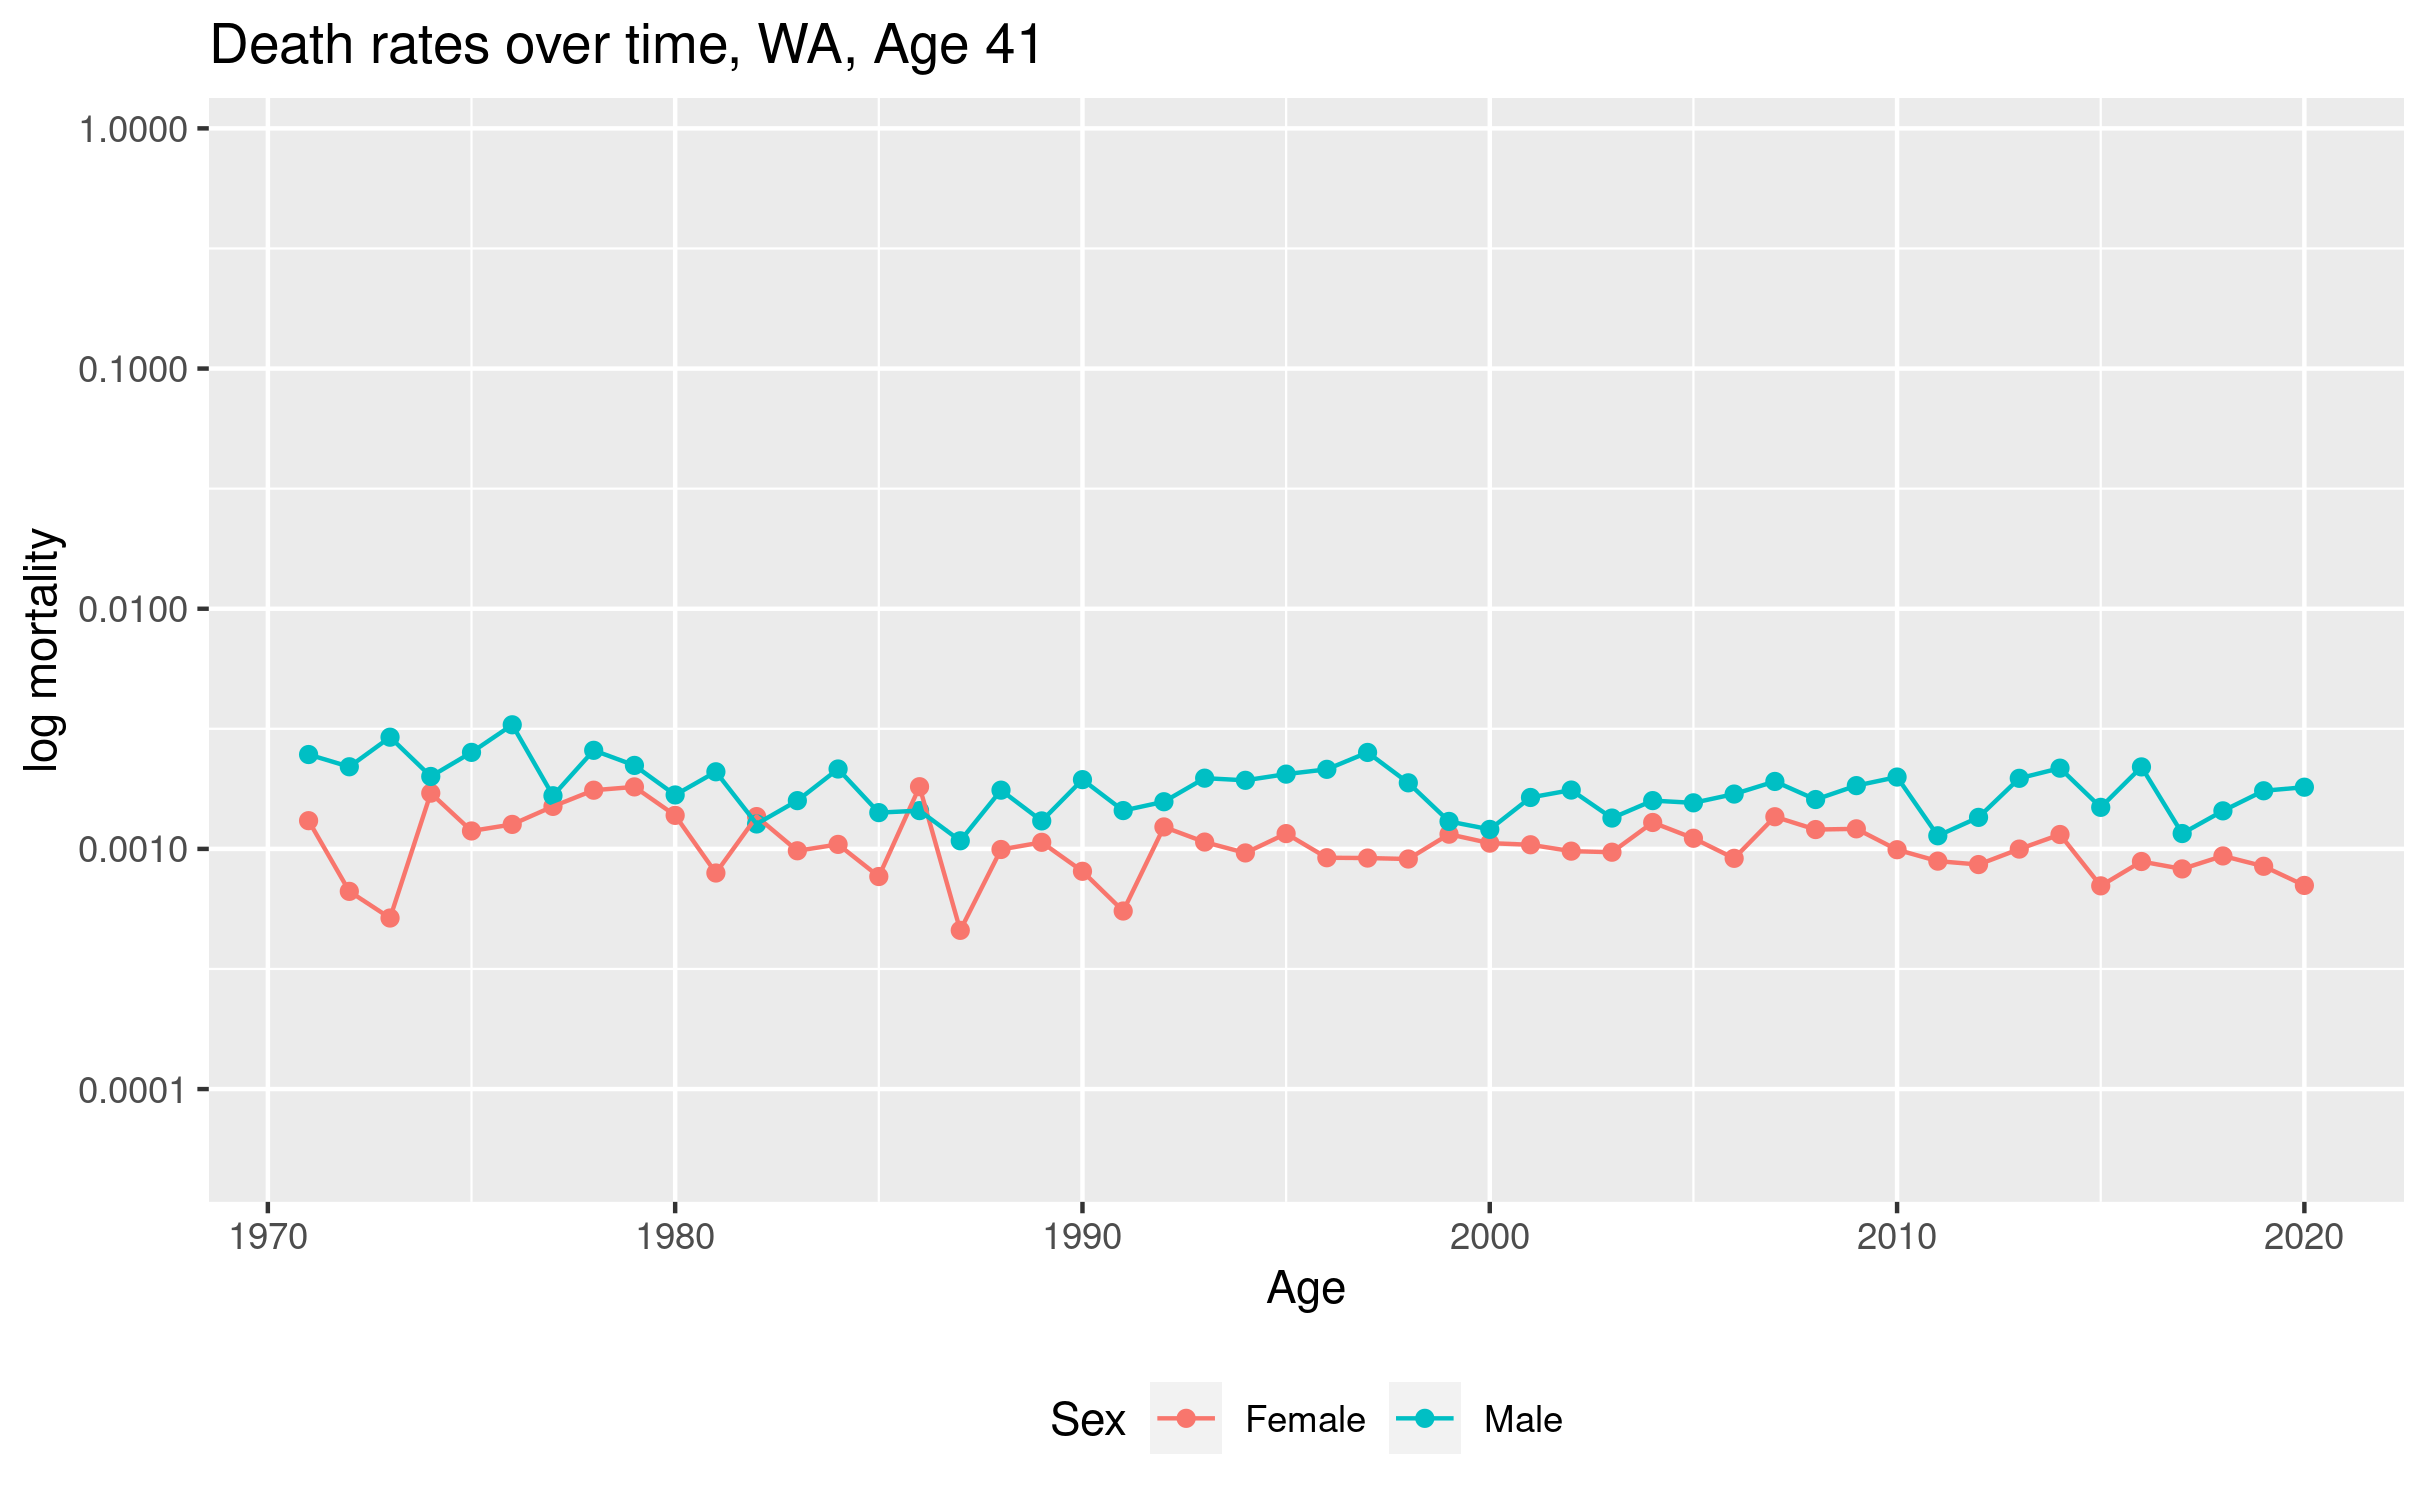 Death rates over time, WA, Age 41
log mortality
1.0000
0.1000
0.0100
0.0010
0.0001
1970 1980 1990 2000 2010 2020
Age
Sex Female Male